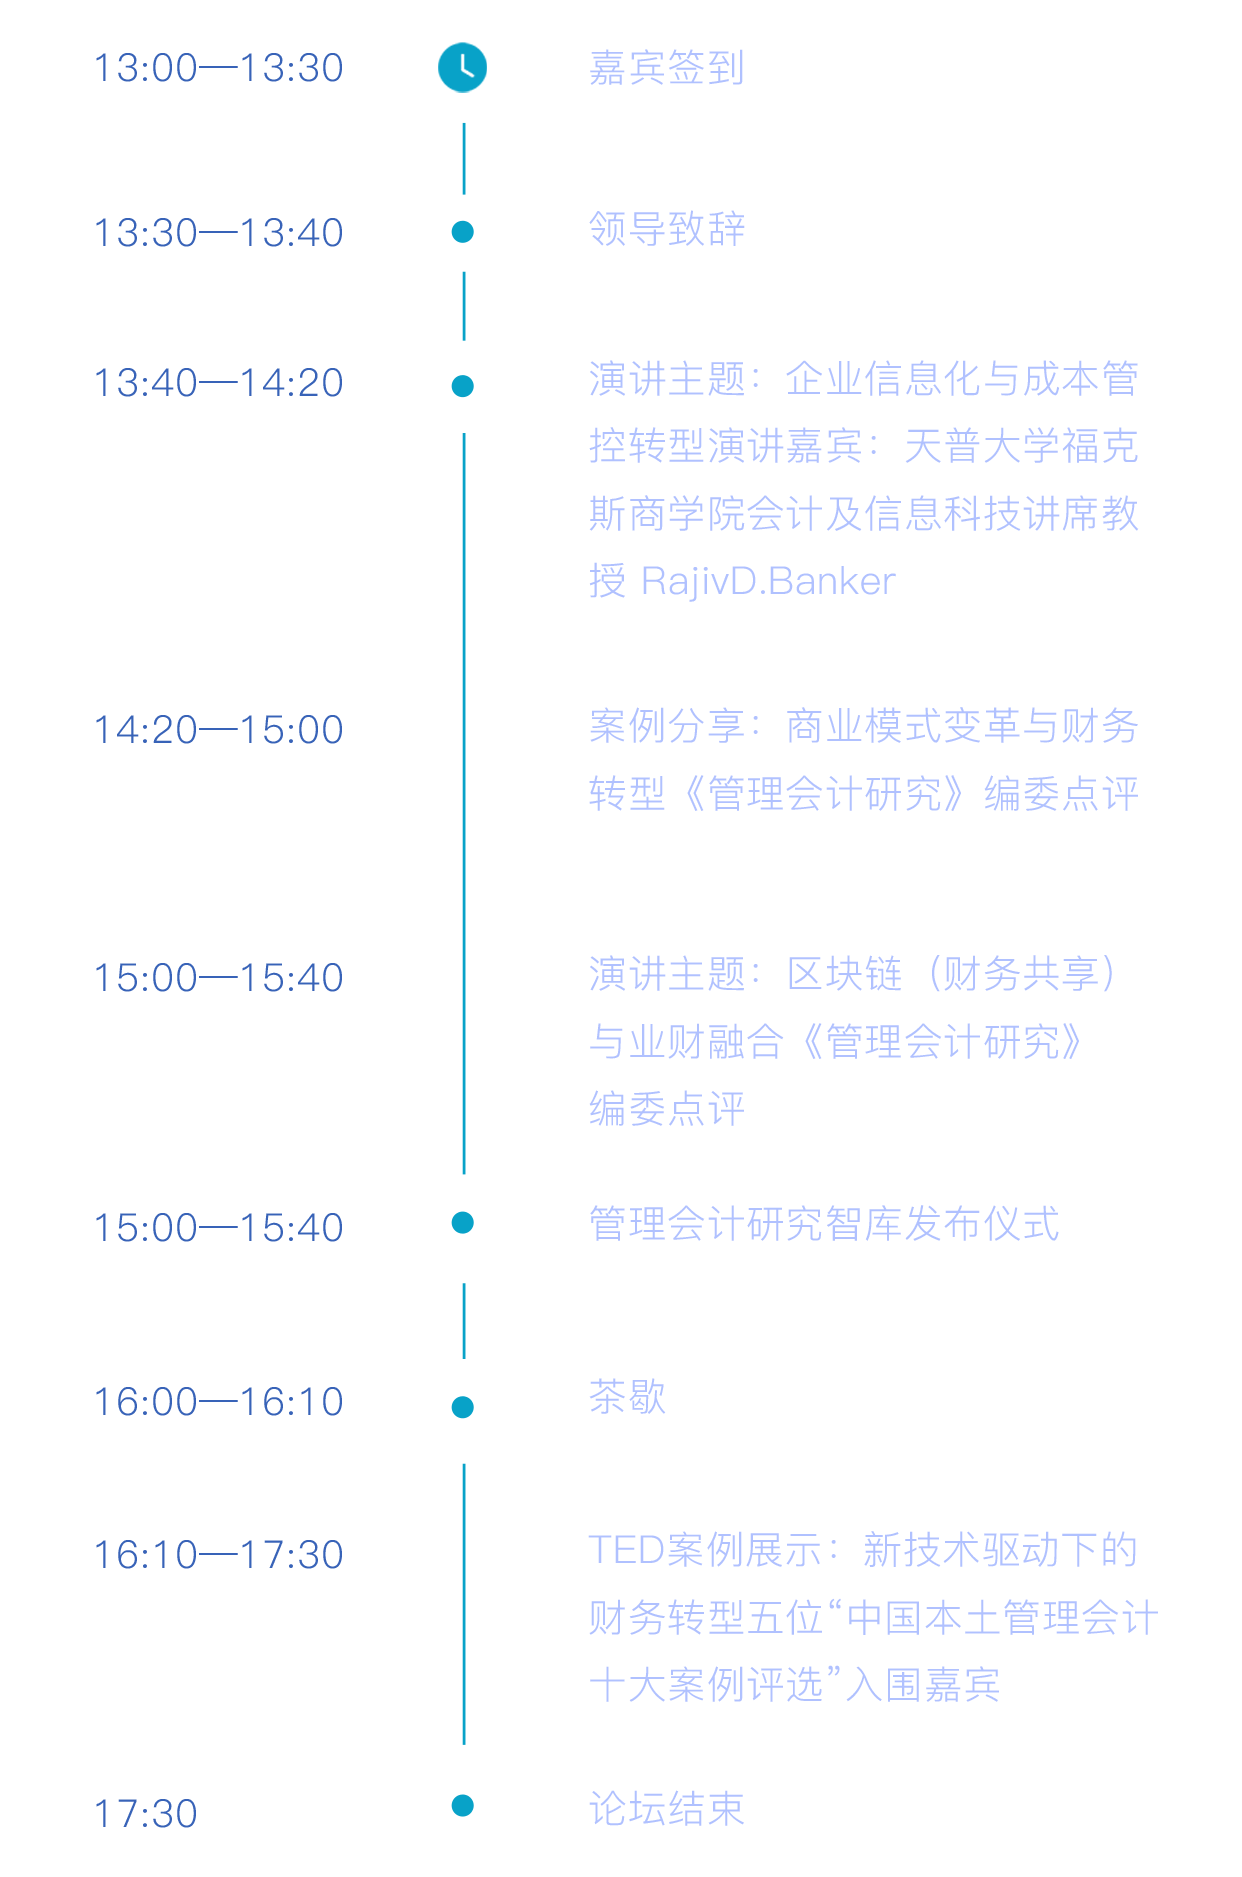 13:00—13:30 嘉宾签到
13:30—13:40 领导致辞
13:40—14:20 演讲主题：企业信息化与成本管
控转型演讲嘉宾：天普大学福克
斯商学院会计及信息科技讲席教
授 RajivD.Banker
14:20—15:00 案例分享：商业模式变革与财务
转型《管理会计研究》编委点评
15:00—15:40 演讲主题：区块链（财务共享）
与业财融合《管理会计研究》
编委点评
15:00—15:40 管理会计研究智库发布仪式
16:00—16:10 茶歇
16:10—17:30 TED案例展示：新技术驱动下的
财务转型五位“中国本土管理会计
十大案例评选”入围嘉宾
17:30 论坛结束